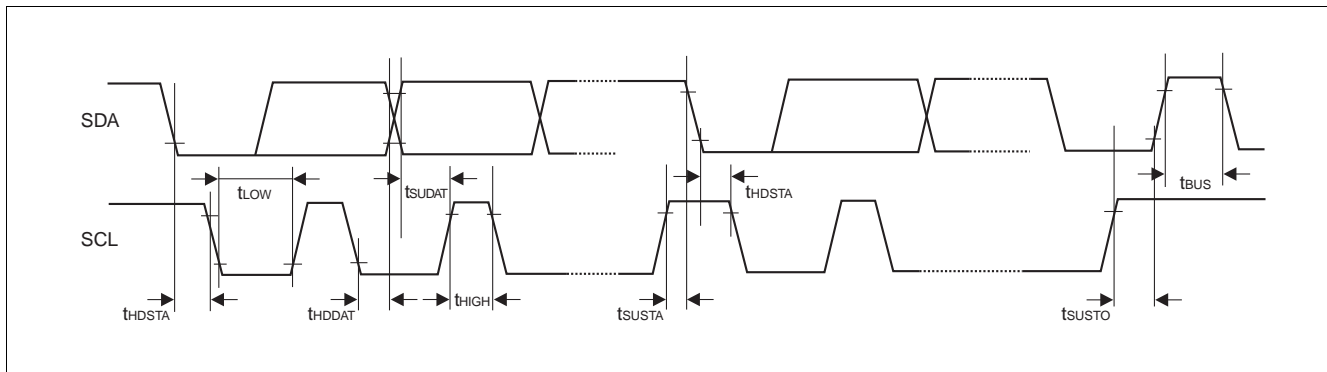 SDA
tLOW
tSUDAT
tHDSTA
tBUS
SCL
tHDSTA
tHDDAT
tHIGH
tSUSTA
tSUSTO